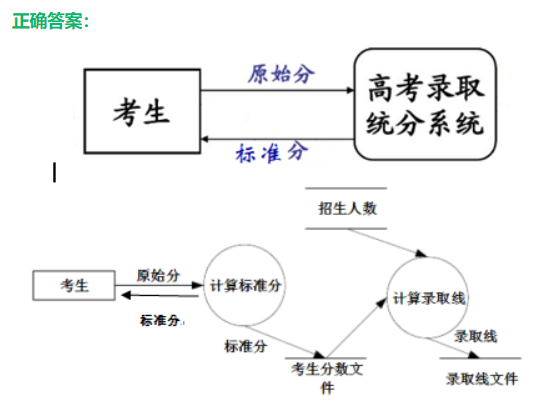 正确答案：
原始分
考生
高考录取
统分系统
标准分
招生人数
考生
原始分
计算标准分
计算录取线
标准分
标准分
录取线
考生分数文
件
录取线文件